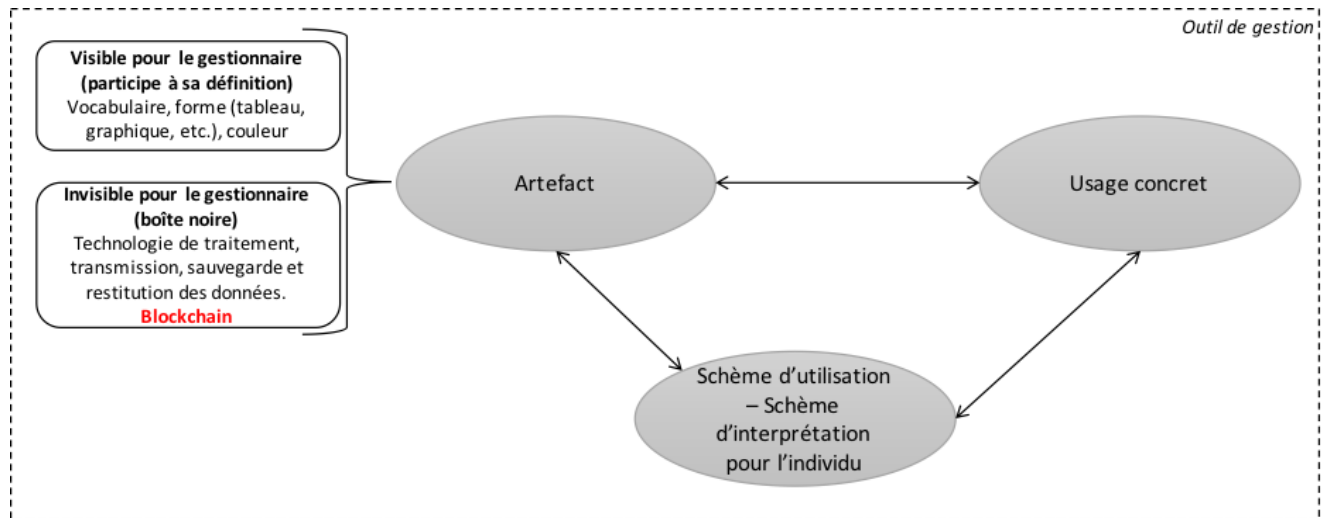 Outil de gestion
Visible pour le gestionnaire
(participe à sa définition)
Vocabulaire, forme (tableau,
graphique, etc.), couleur
Invisible pour le gestionnaire
(boîte noire)
Technologie de traitement,
transmission, sauvegarde et
restitution des données.
Blockchain
Artefact
Usage concret
Schème d'utilisation
– Schème
d'interprétation
pour l'individu